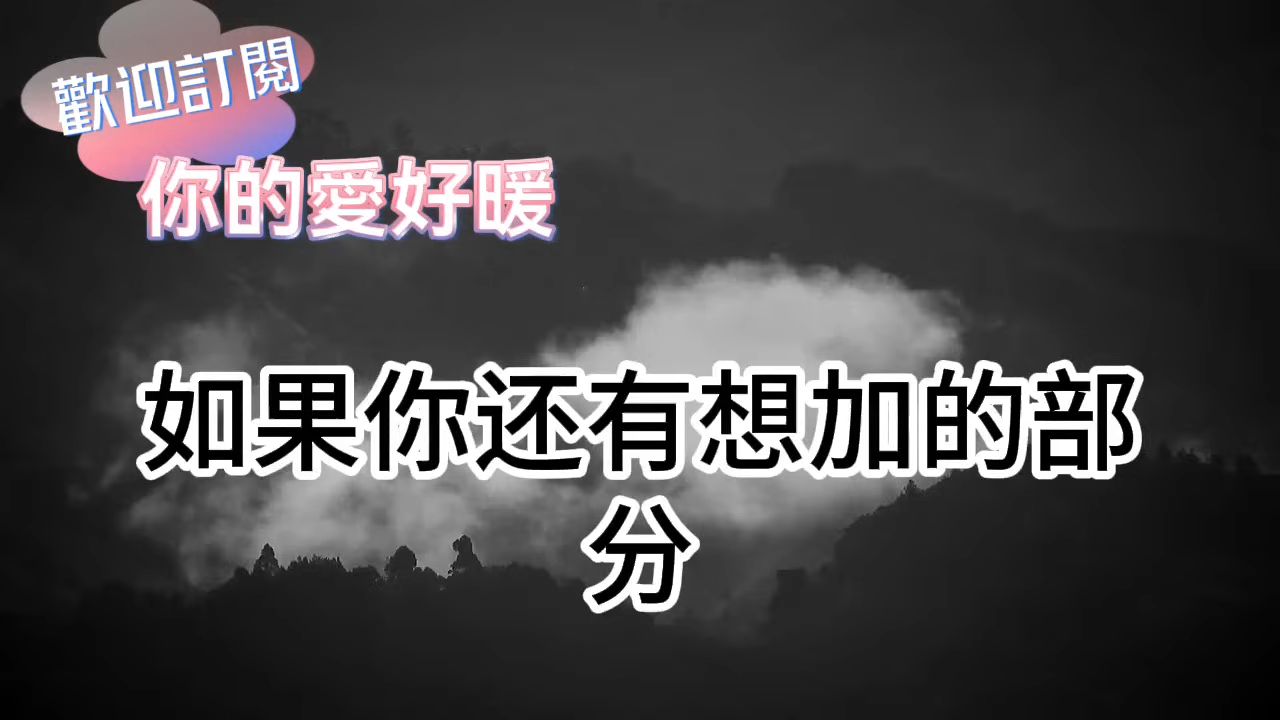 歡迎訂閱
你的愛好暖
如果你还有想加的部
分